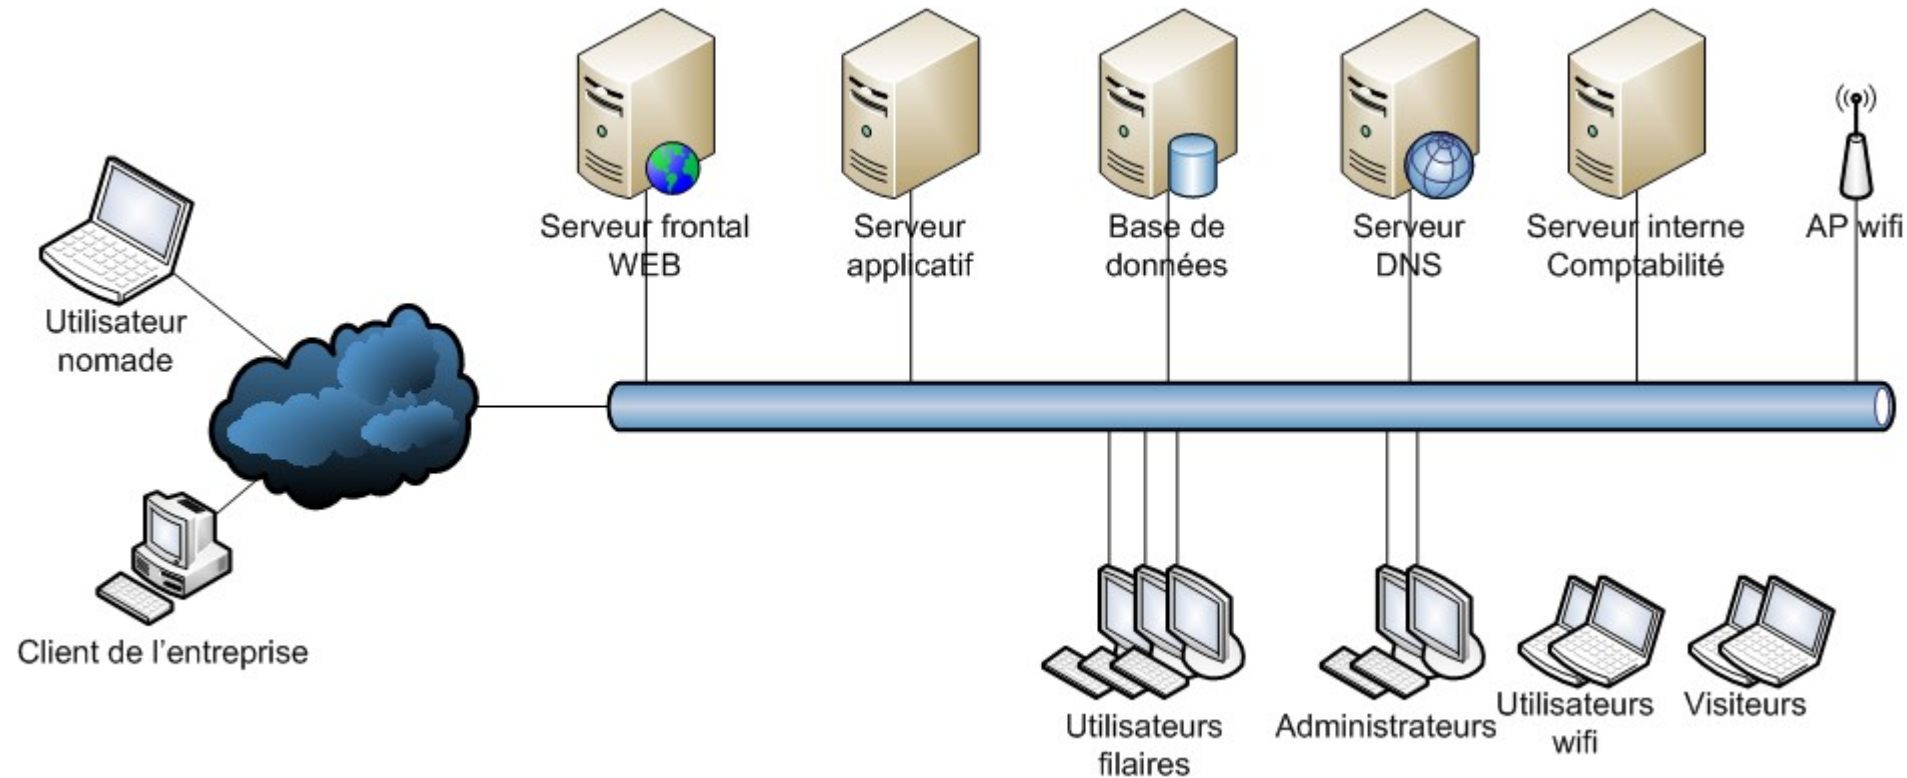 Serveur frontal
WEB
Serveur
applicatif
Base de
données
Serveur
DNS
Serveur interne
Comptabilité
AP wifi
Utilisateur
nomade
Client de l'entreprise
Utilisateurs
filaires
Administrateurs
Utilisateurs
wifi
Visiteurs